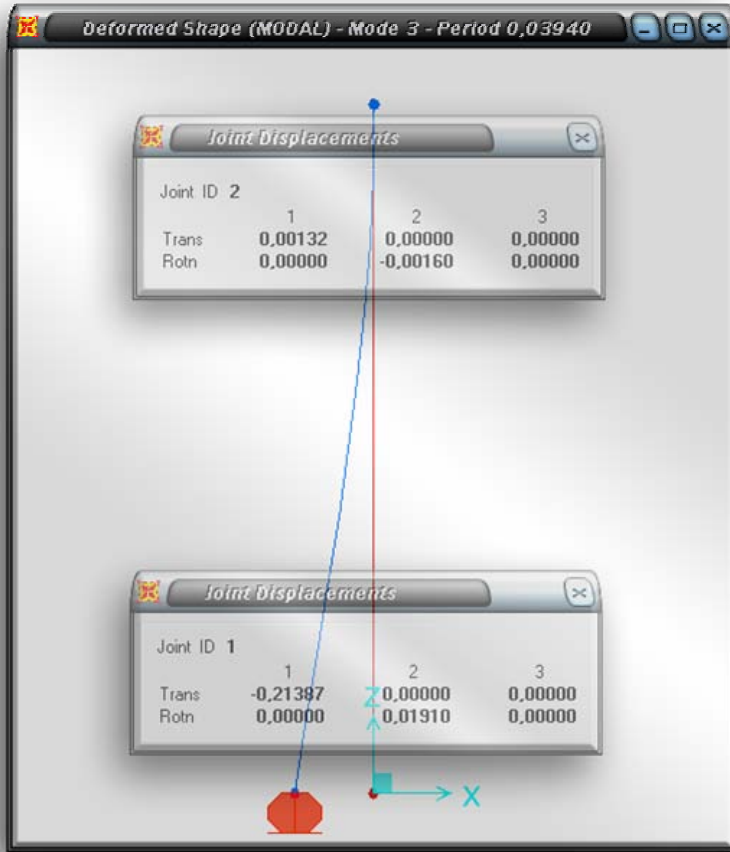 Deformed Shape (MODAL) - Mode 3 - Period 0,03940
Joint Displacements
Joint ID 2
1 2 3
Trans 0,00132 0,00000 0,00000
Rotn 0,00000 -0,00160 0,00000
Joint Displacements
Joint ID 1
1 2 3
Trans -0,21387 0,00000 0,00000
Rotn 0,00000 0,01910 0,00000
Z
X